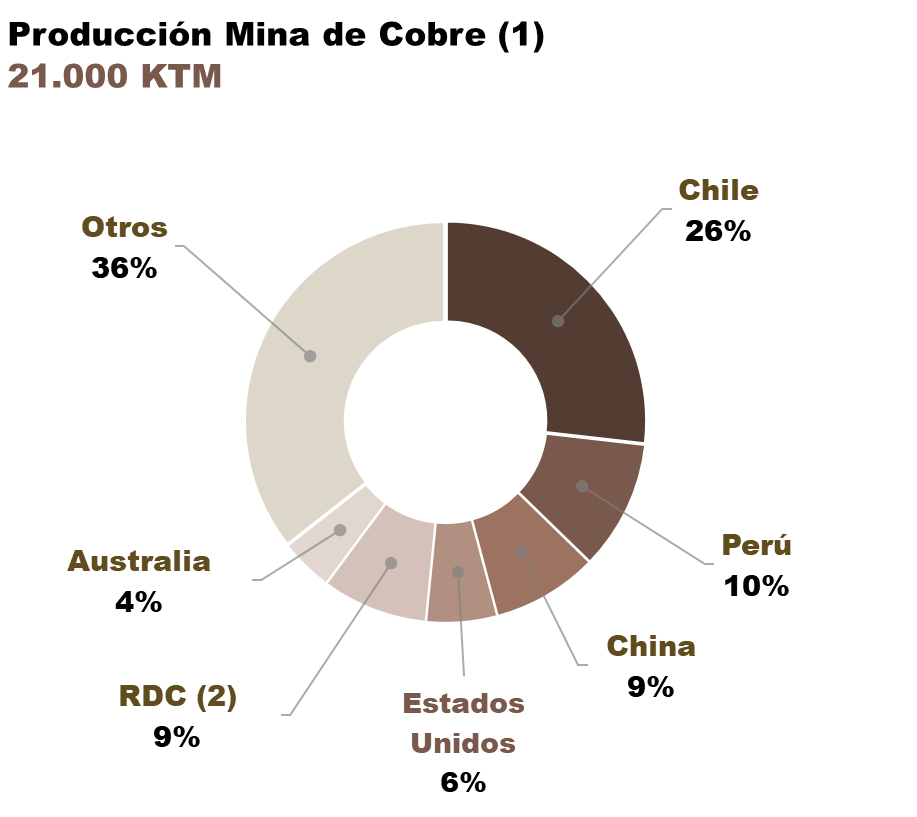 Producción Mina de Cobre (1)
21.000 KTM
Chile
26%
Otros
36%
Perú
10%
Australia
4%
China
9%
RDC (2)
9%
Estados
Unidos
6%